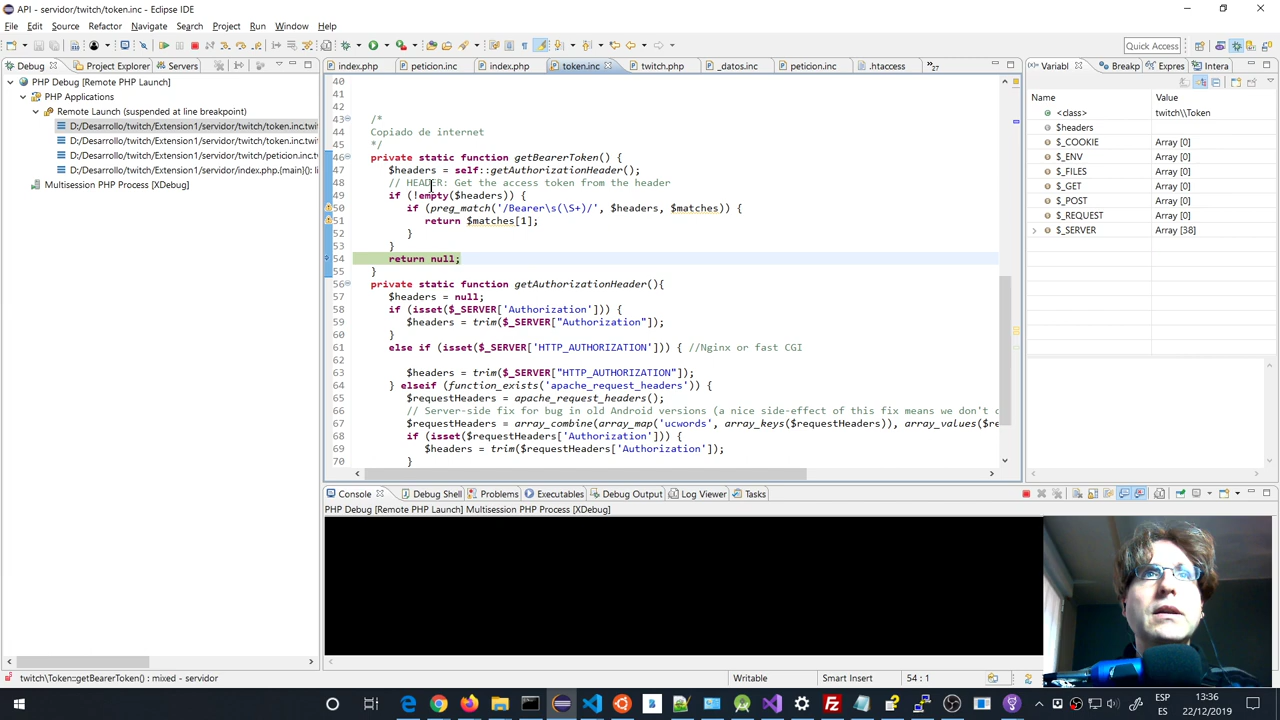 API - servidor/twitch/token.inc - Eclipse IDE
File Edit Source Refactor Navigate Search Project Run Window Help
Quick Access
Debug Project Explorer Servers
PHP Debug [Remote PHP Launch]
PHP Applications
Remote Launch (suspended at line breakpoint)
D:/Desarrollo/twitch/Extension1/servidor/twitch/token.inc.twi
D:/Desarrollo/twitch/Extension1/servidor/twitch/token.inc.twi
D:/Desarrollo/twitch/Extension1/servidor/twitch/peticion.inc.t
D:/Desarrollo/twitch/Extension1/servidor/index.php.{main}(): li
Multisession PHP Process [XDebug]
index.php peticion.inc index.php token.inc twitch.php _datos.inc peticion.inc .htaccess »27
40
41
42
43 /*
44 Copiado de internet
45 */
46 private static function getBearerToken() {
47 $headers = self::getAuthorizationHeader();
48 // HEADER: Get the access token from the header
49 if (!empty($headers)) {
50 if (preg_match('/Bearer\s(\S+)/', $headers, $matches)) {
51 return $matches[1];
52 }
53 }
54 return null;
55 }
56 private static function getAuthorizationHeader(){
57 $headers = null;
58 if (isset($_SERVER['Authorization'])) {
59 $headers = trim($_SERVER["Authorization"]);
60 }
61 else if (isset($_SERVER['HTTP_AUTHORIZATION'])) { //Nginx or fast CGI
62
63 $headers = trim($_SERVER["HTTP_AUTHORIZATION"]);
64 } elseif (function_exists('apache_request_headers')) {
65 $requestHeaders = apache_request_headers();
66 // Server-side fix for bug in old Android versions (a nice side-effect of this fix means we don't c
67 $requestHeaders = array_combine(array_map('ucwords', array_keys($requestHeaders)), array_values($re
68 if (isset($requestHeaders['Authorization'])) {
69 $headers = trim($requestHeaders['Authorization']);
70 }
Variabl Breakp Expres Intera
Name Value
<class> twitch\\Token
$headers
$_COOKIE Array [0]
$_ENV Array [0]
$_FILES Array [0]
$_GET Array [0]
$_POST Array [0]
$_REQUEST Array [0]
$_SERVER Array [38]
Console Debug Shell Problems Executables Debug Output Log Viewer Tasks
PHP Debug [Remote PHP Launch] Multisession PHP Process [XDebug]
twitch\Token::getBearerToken() : mixed - servidor
Writable Smart Insert 54 : 1
ESP 13:36
ES 22/12/2019